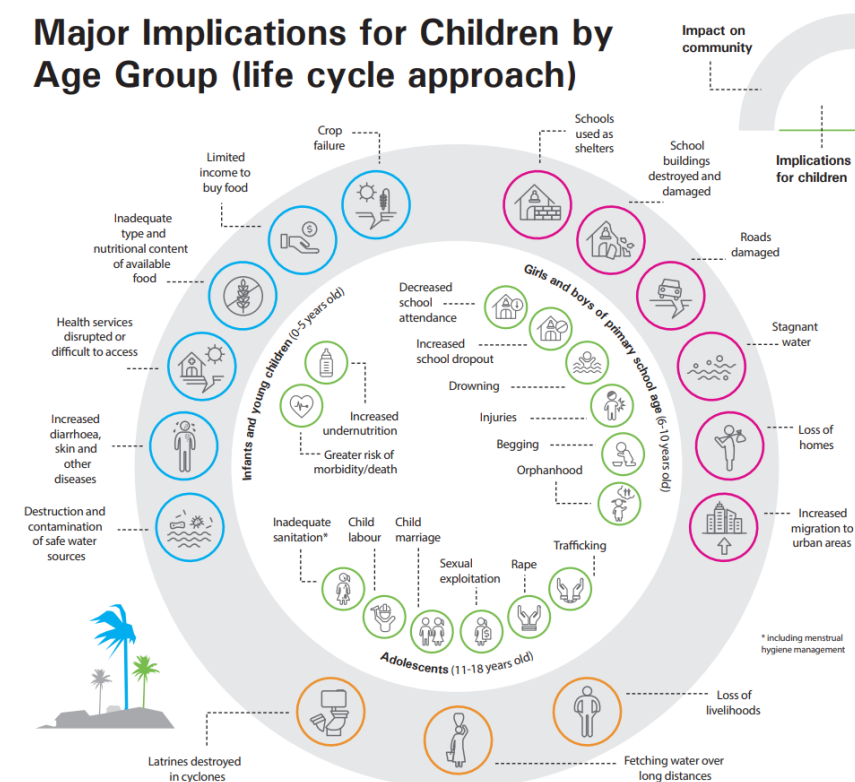 Major Implications for Children by
Age Group (life cycle approach)
Impact on
community
Implications
for children
Crop
failure
Limited
income to
buy food
Inadequate
type and
nutritional content
of available
food
Health services
disrupted or
difficult to access
Increased
diarrhoea,
skin and
other
diseases
Destruction and
contamination
of safe water
sources
Schools
used as
shelters
School
buildings
destroyed and
damaged
Roads
damaged
Stagnant
water
Loss of
homes
Increased
migration to
urban areas
Infants and young children (0-5 years old)
Increased
undernutrition
Greater risk of
morbidity/death
Girls and boys of primary school age (6-10 years old)
Decreased
school
attendance
Increased
school dropout
Drowning
Injuries
Begging
Orphanhood
Inadequate
sanitation*
Child
labour
Child
marriage
Sexual
exploitation
Rape
Trafficking
Adolescents (11-18 years old)
* including menstrual
hygiene management
Loss of
livelihoods
Fetching water over
long distances
Latrines destroyed
in cyclones